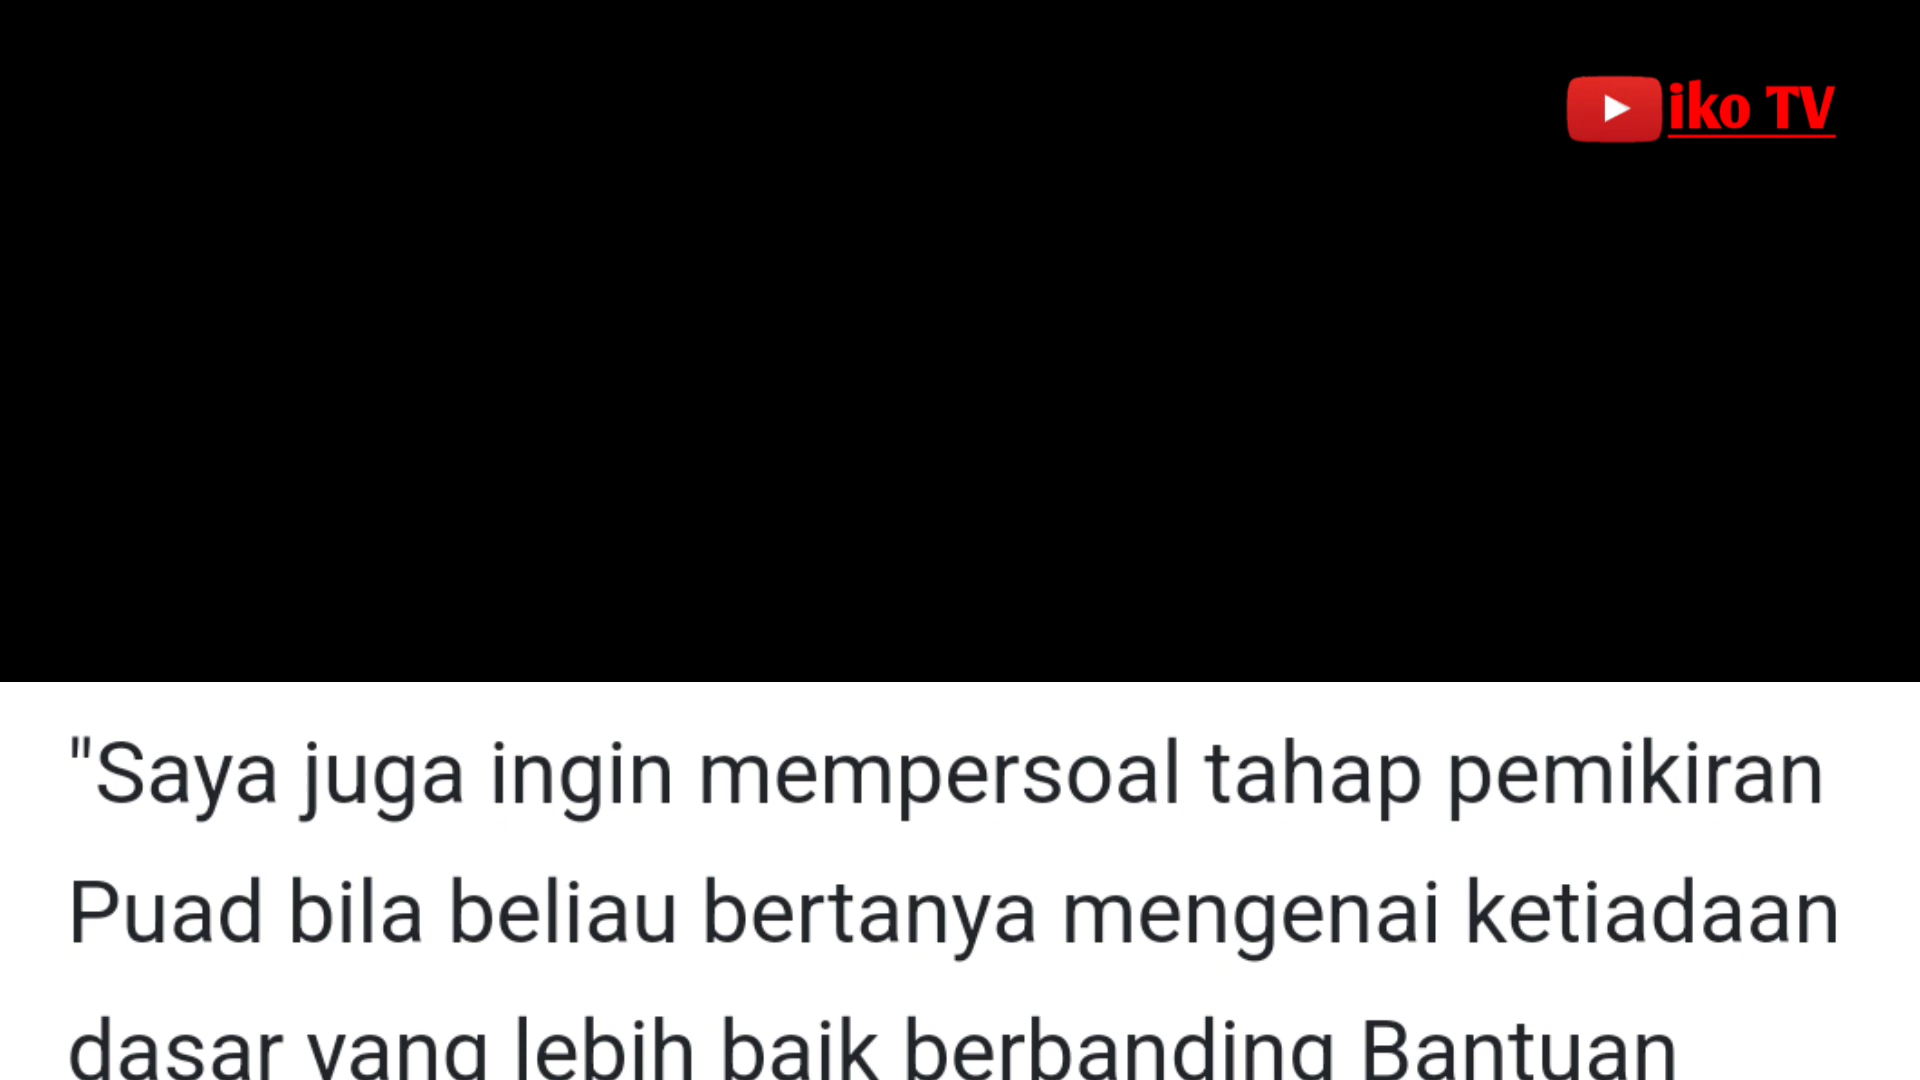 iko TV
"Saya juga ingin mempersoal tahap pemikiran
Puad bila beliau bertanya mengenai ketiadaan
dasar yang lebih baik berbanding Bantuan